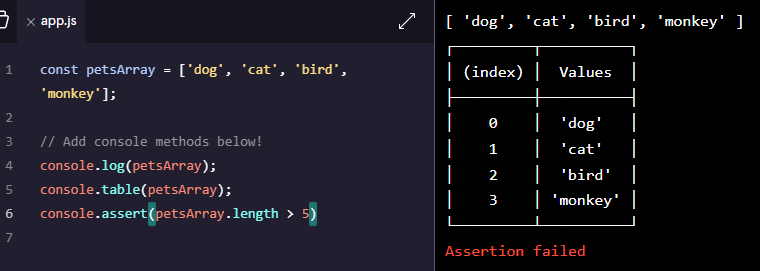 app.js
1 const petsArray = ['dog', 'cat', 'bird',
'monkey'];
2
3 // Add console methods below!
4 console.log(petsArray);
5 console.table(petsArray);
6 console.assert(petsArray.length > 5)
7
[ 'dog', 'cat', 'bird', 'monkey' ]
(index) Values
0 'dog'
1 'cat'
2 'bird'
3 'monkey'
Assertion failed